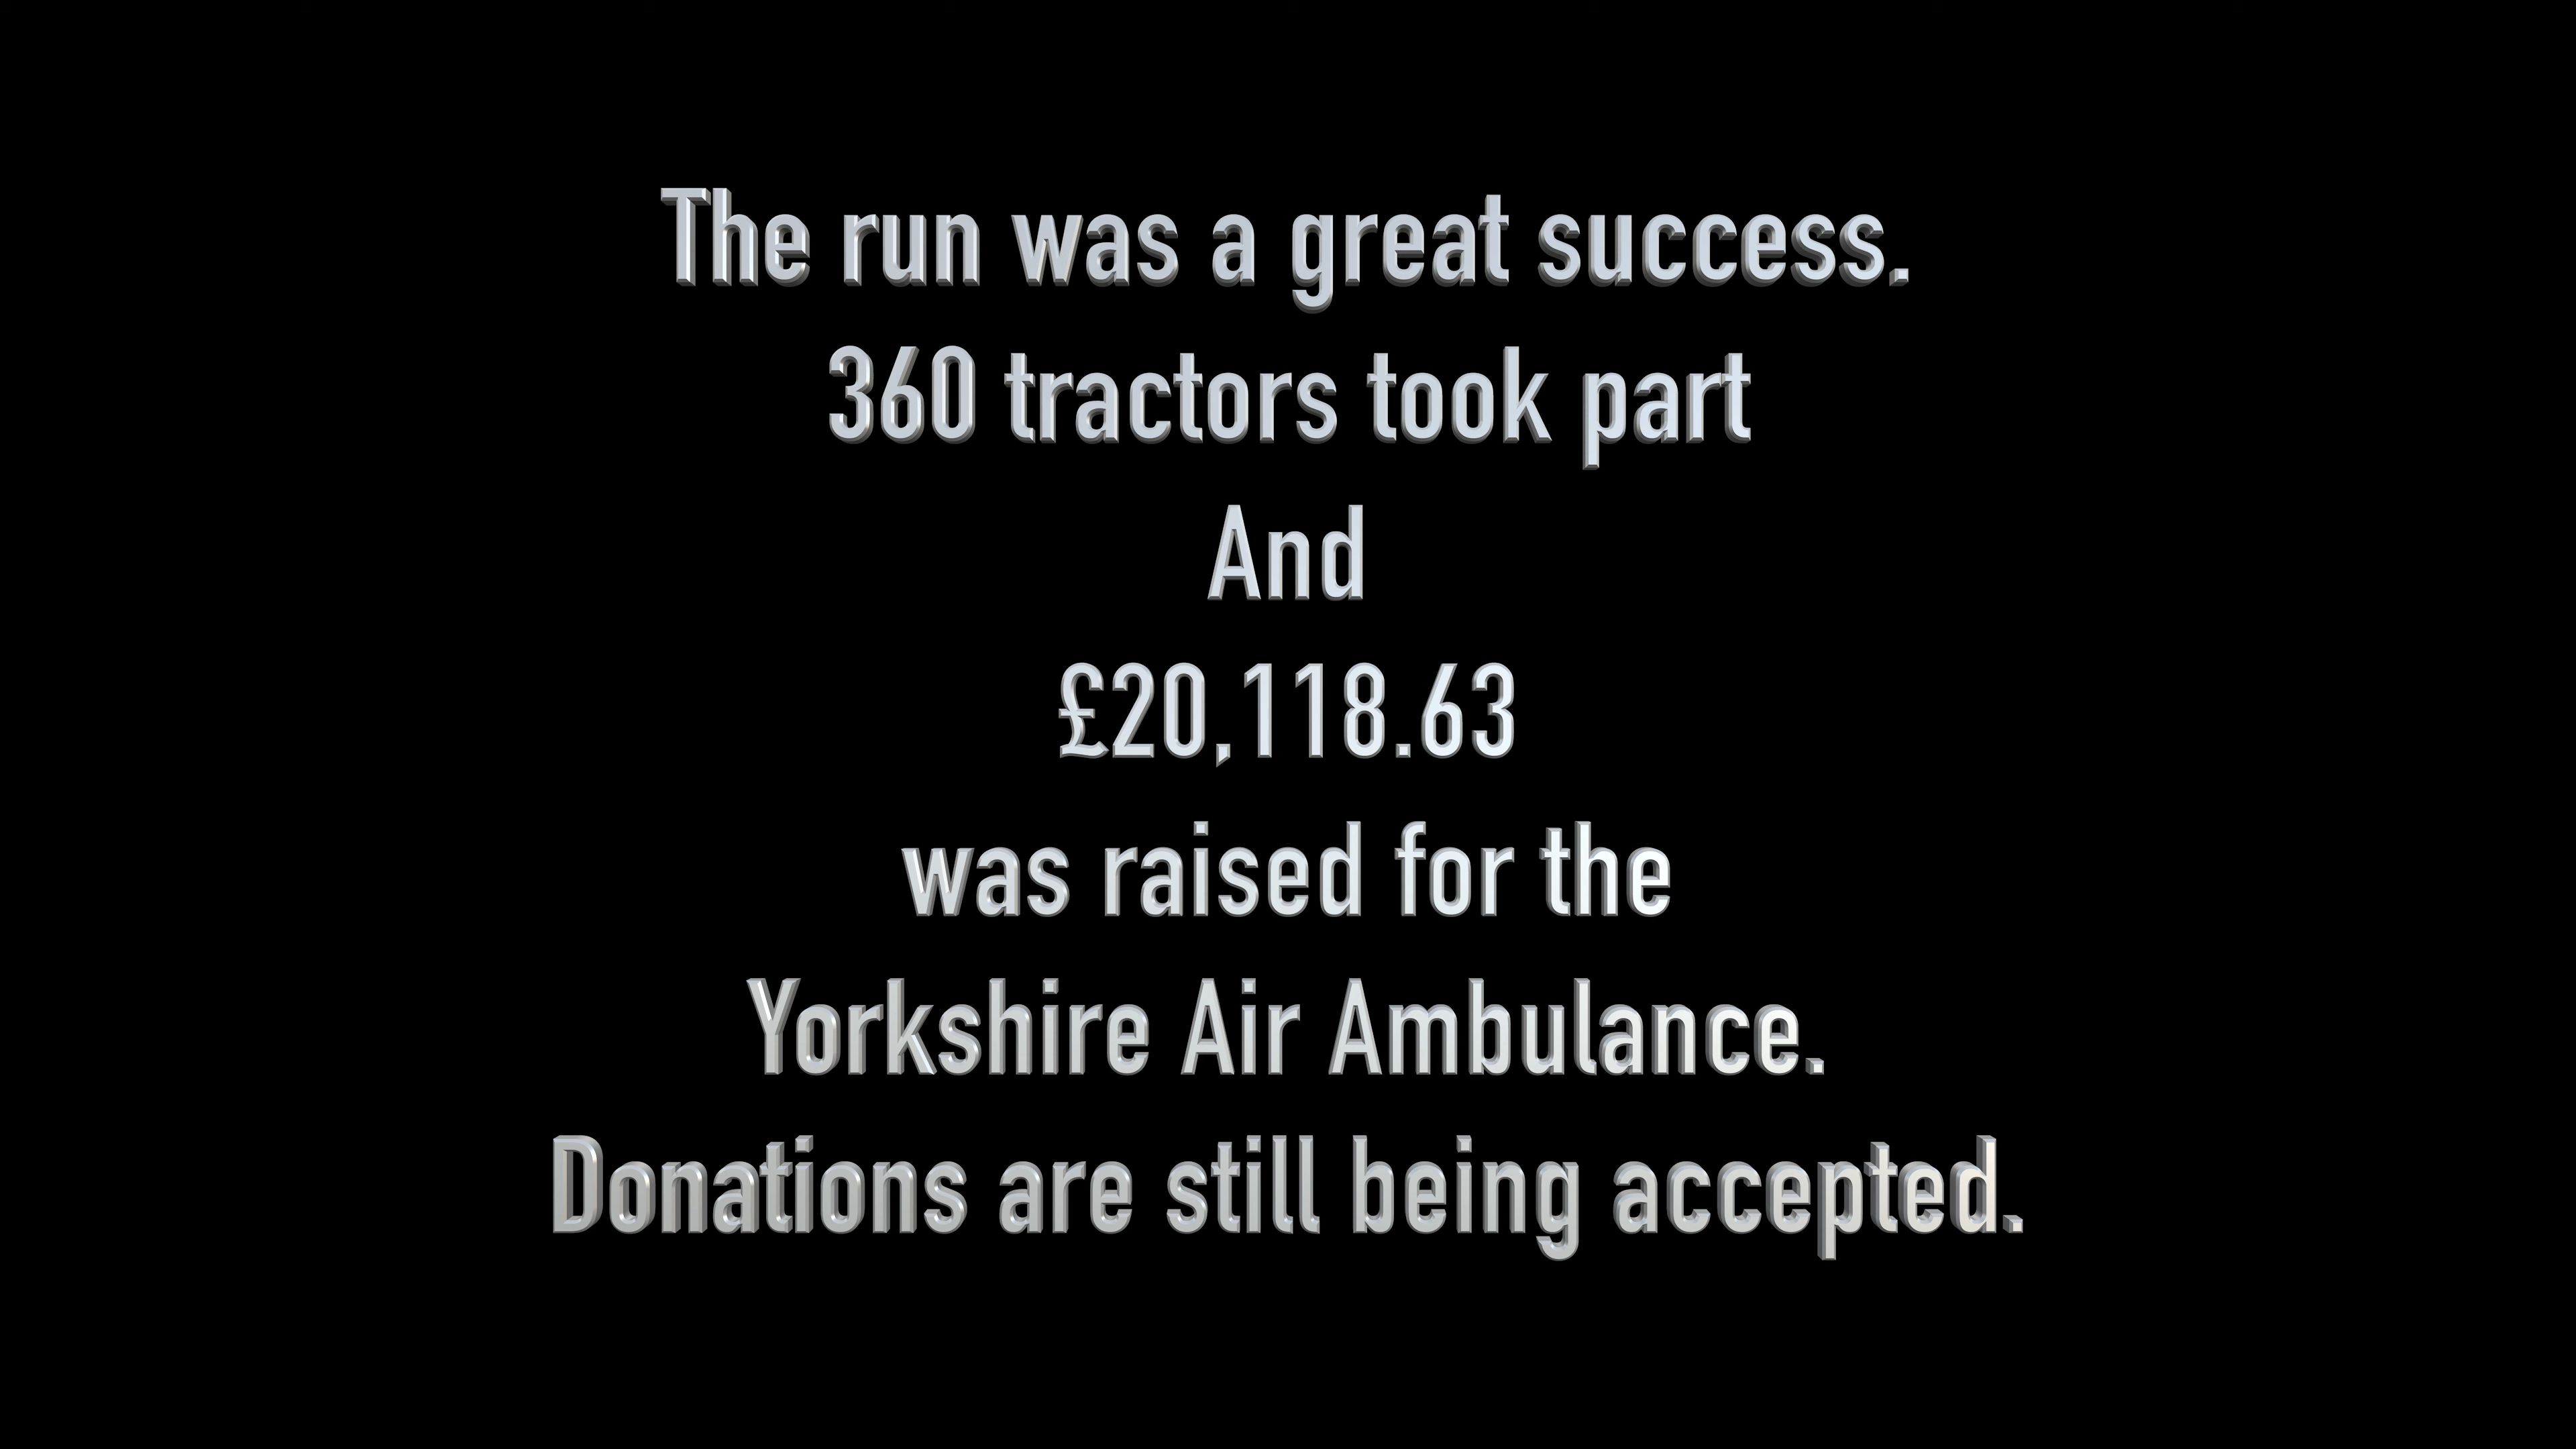 The run was a great success.
360 tractors took part
And
£20,118.63
was raised for the
Yorkshire Air Ambulance.
Donations are still being accepted.